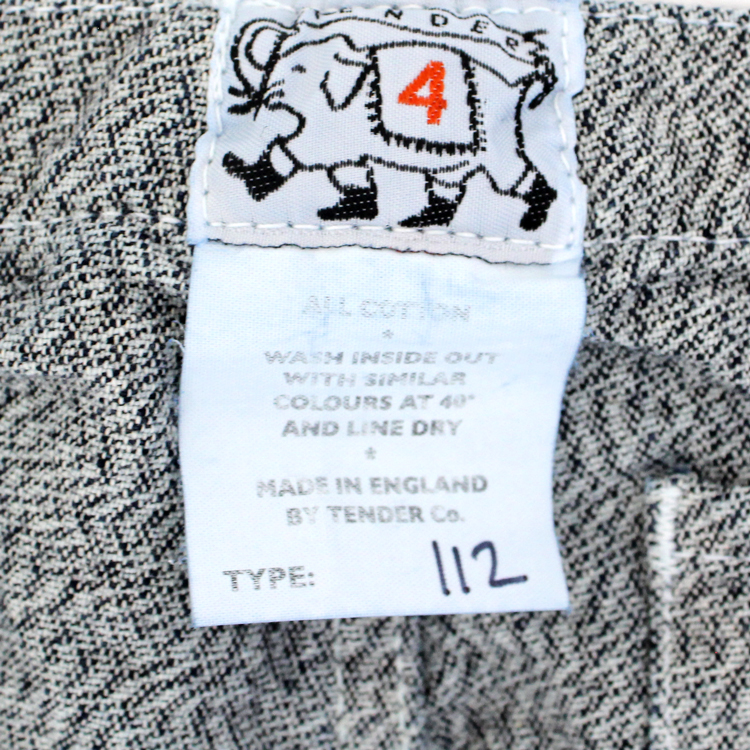 TENDER
4
ALL COTTON
*
WASH INSIDE OUT
WITH SIMILAR
COLOURS AT 40°
AND LINE DRY
*
MADE IN ENGLAND
BY TENDER Co.
TYPE: 112